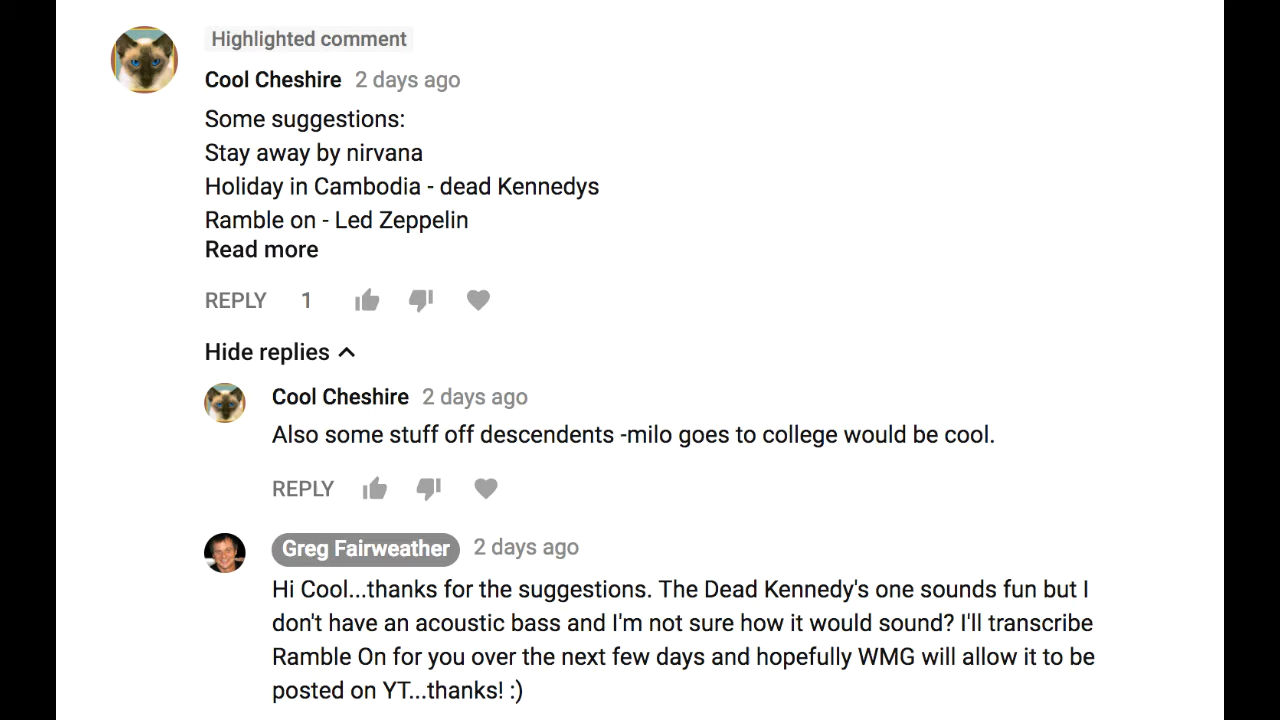 Highlighted comment
Cool Cheshire 2 days ago
Some suggestions:
Stay away by nirvana
Holiday in Cambodia - dead Kennedys
Ramble on - Led Zeppelin
Read more
REPLY 1
Hide replies
Cool Cheshire 2 days ago
Also some stuff off descendents -milo goes to college would be cool.
REPLY
Greg Fairweather 2 days ago
Hi Cool...thanks for the suggestions. The Dead Kennedy's one sounds fun but I
don't have an acoustic bass and I'm not sure how it would sound? I'll transcribe
Ramble On for you over the next few days and hopefully WMG will allow it to be
posted on YT...thanks! :)